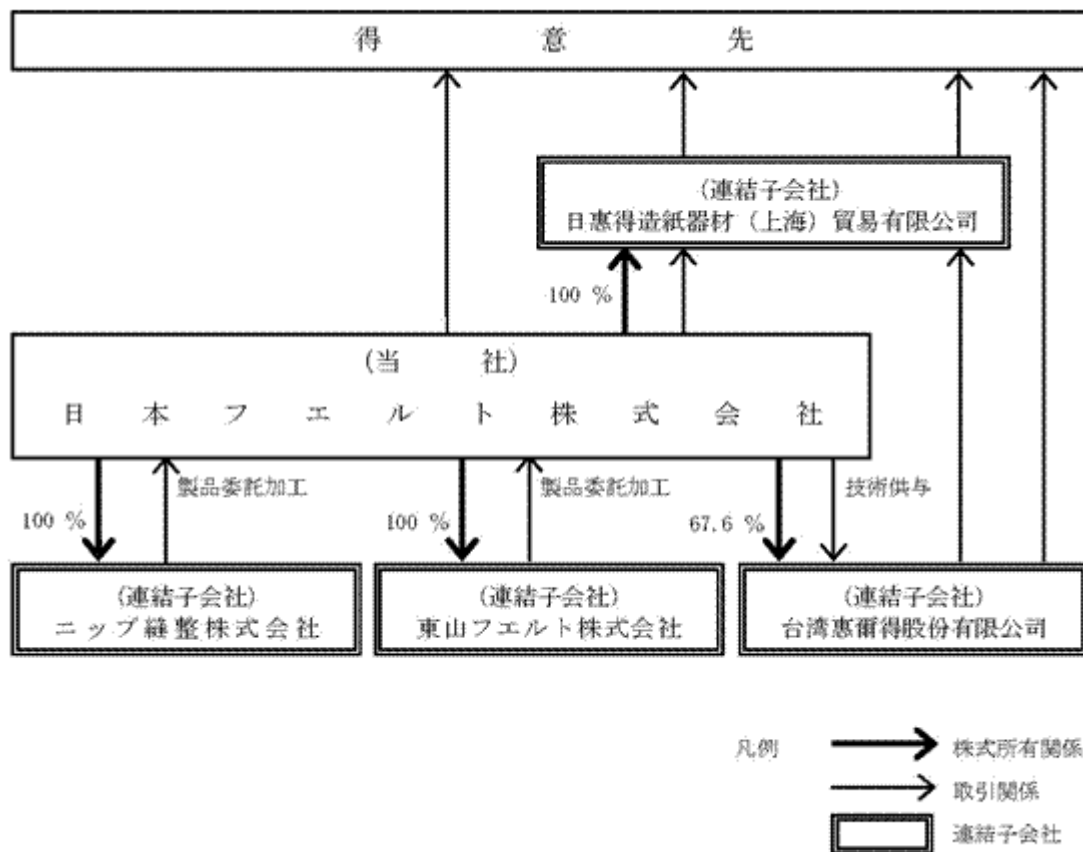 得意先
(連結子会社)
日惠得造紙器材(上海)貿易有限公司
100 %
(当社)
日本フエルト株式会社
製品委託加工
製品委託加工
技術供与
100 %
100 %
67.6 %
(連結子会社)
ニップ縫整株式会社
(連結子会社)
東山フエルト株式会社
(連結子会社)
台湾惠爾得股份有限公司
凡例
株式所有関係
取引関係
連結子会社